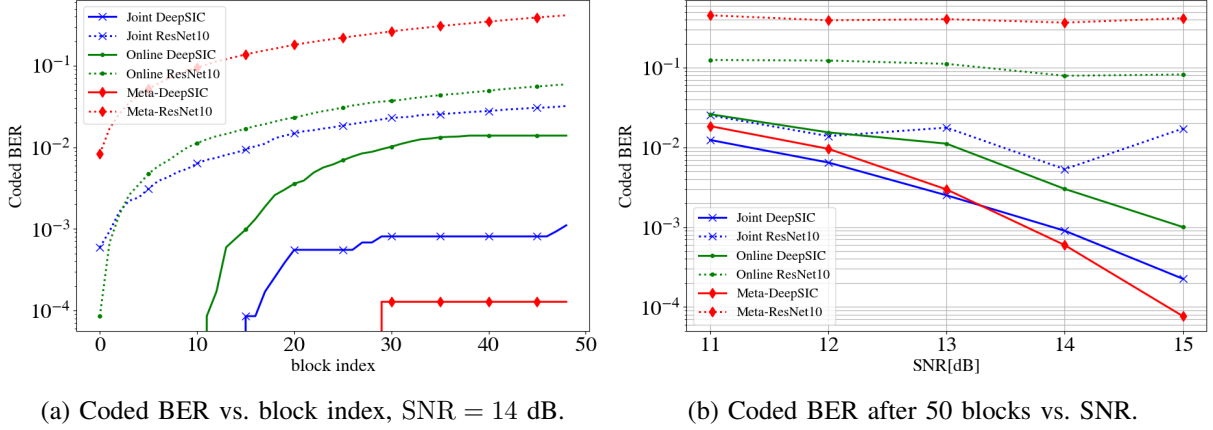 Coded BER
10⁻¹
10⁻²
10⁻³
10⁻⁴
Joint DeepSIC
Joint ResNet10
Online DeepSIC
Online ResNet10
Meta-DeepSIC
Meta-ResNet10
0 10 20 30 40 50
block index
(a) Coded BER vs. block index, SNR = 14 dB.
Coded BER
10⁻¹
10⁻²
10⁻³
10⁻⁴
Joint DeepSIC
Joint ResNet10
Online DeepSIC
Online ResNet10
Meta-DeepSIC
Meta-ResNet10
11 12 13 14 15
SNR[dB]
(b) Coded BER after 50 blocks vs. SNR.